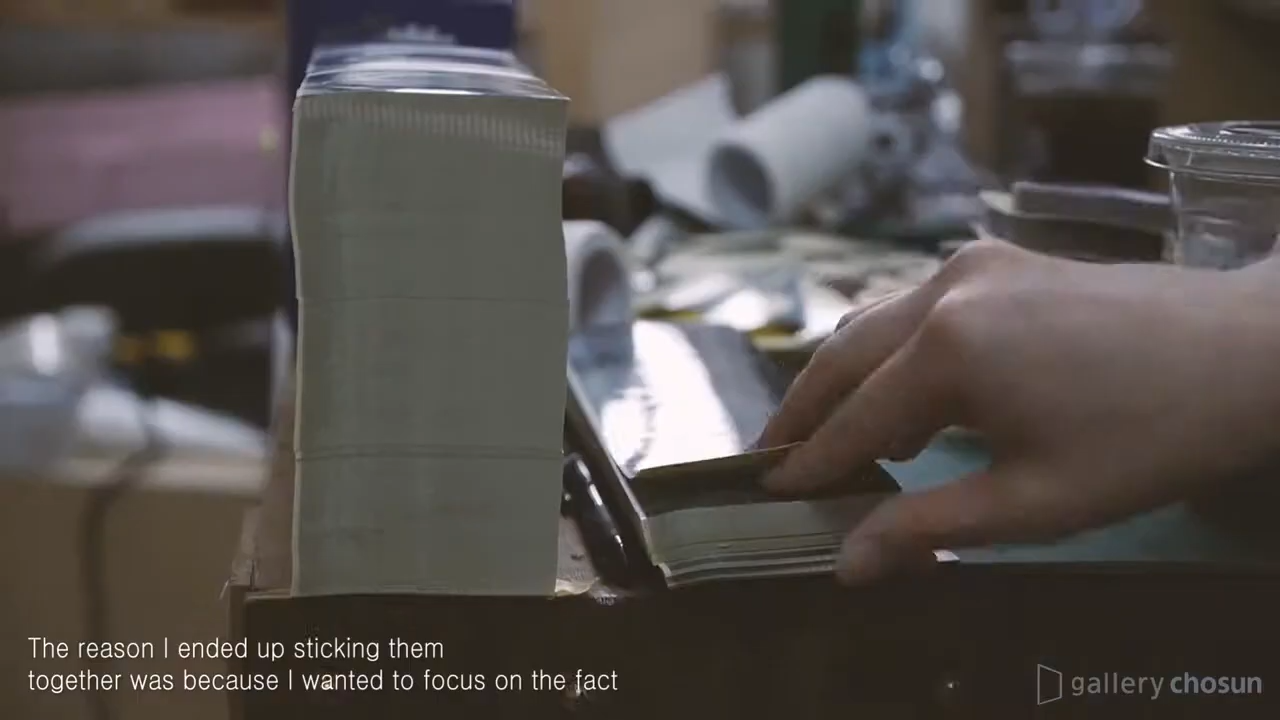 The reason I ended up sticking them
together was because I wanted to focus on the fact
gallery chosun